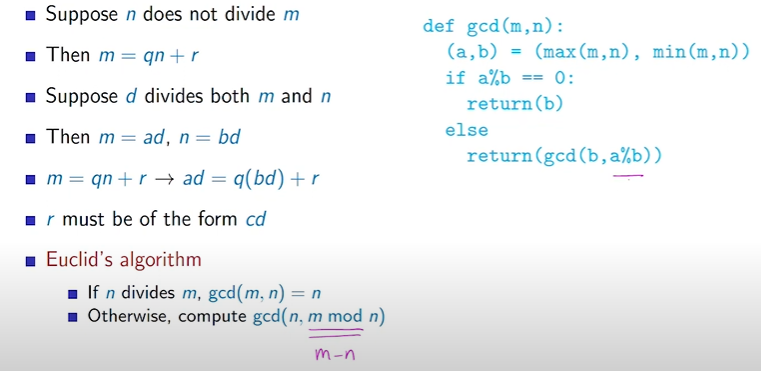 Suppose n does not divide m
Then m = qn + r
Suppose d divides both m and n
Then m = ad, n = bd
m = qn + r → ad = q(bd) + r
r must be of the form cd
Euclid's algorithm
If n divides m, gcd(m, n) = n
Otherwise, compute gcd(n, m mod n)
m-n
def gcd(m,n):
(a,b) = (max(m,n), min(m,n))
if a%b == 0:
return(b)
else
return(gcd(b,a%b))